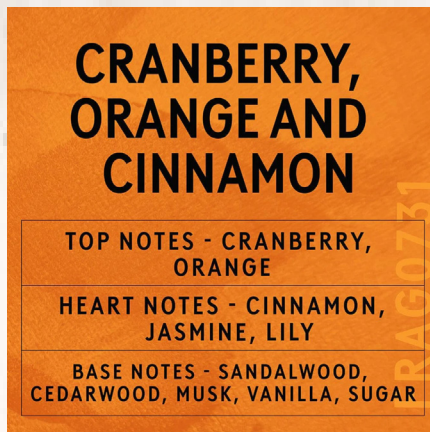 CRANBERRY,
ORANGE AND
CINNAMON
TOP NOTES - CRANBERRY,
ORANGE
HEART NOTES - CINNAMON,
JASMINE, LILY
BASE NOTES - SANDALWOOD,
CEDARWOOD, MUSK, VANILLA, SUGAR
FRAG0731